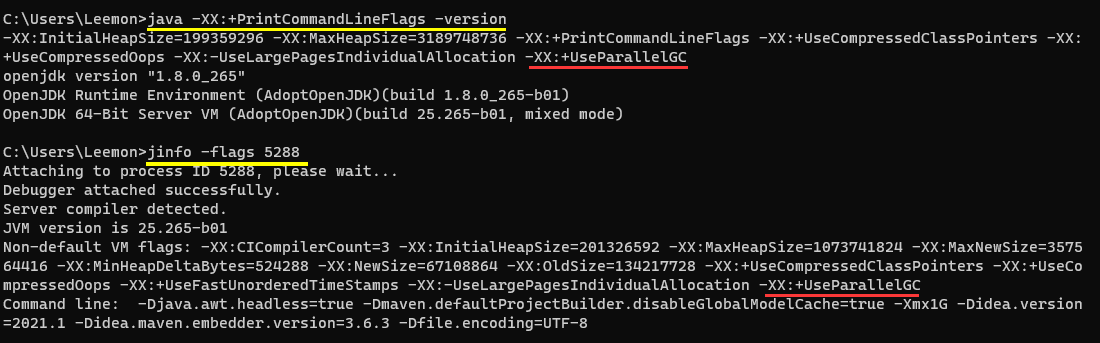 C:\Users\Leemon>java -XX:+PrintCommandLineFlags -version
-XX:InitialHeapSize=199359296 -XX:MaxHeapSize=3189748736 -XX:+PrintCommandLineFlags -XX:+UseCompressedClassPointers -XX:
+UseCompressedOops -XX:-UseLargePagesIndividualAllocation -XX:+UseParallelGC
openjdk version "1.8.0_265"
OpenJDK Runtime Environment (AdoptOpenJDK)(build 1.8.0_265-b01)
OpenJDK 64-Bit Server VM (AdoptOpenJDK)(build 25.265-b01, mixed mode)
C:\Users\Leemon>jinfo -flags 5288
Attaching to process ID 5288, please wait...
Debugger attached successfully.
Server compiler detected.
JVM version is 25.265-b01
Non-default VM flags: -XX:CICompilerCount=3 -XX:InitialHeapSize=201326592 -XX:MaxHeapSize=1073741824 -XX:MaxNewSize=3575
64416 -XX:MinHeapDeltaBytes=524288 -XX:NewSize=67108864 -XX:OldSize=134217728 -XX:+UseCompressedClassPointers -XX:+UseCo
mpressedOops -XX:+UseFastUnorderedTimeStamps -XX:-UseLargePagesIndividualAllocation -XX:+UseParallelGC
Command line:  -Djava.awt.headless=true -Dmaven.defaultProjectBuilder.disableGlobalModelCache=true -Xmx1G -Didea.version
=2021.1 -Didea.maven.embedder.version=3.6.3 -Dfile.encoding=UTF-8